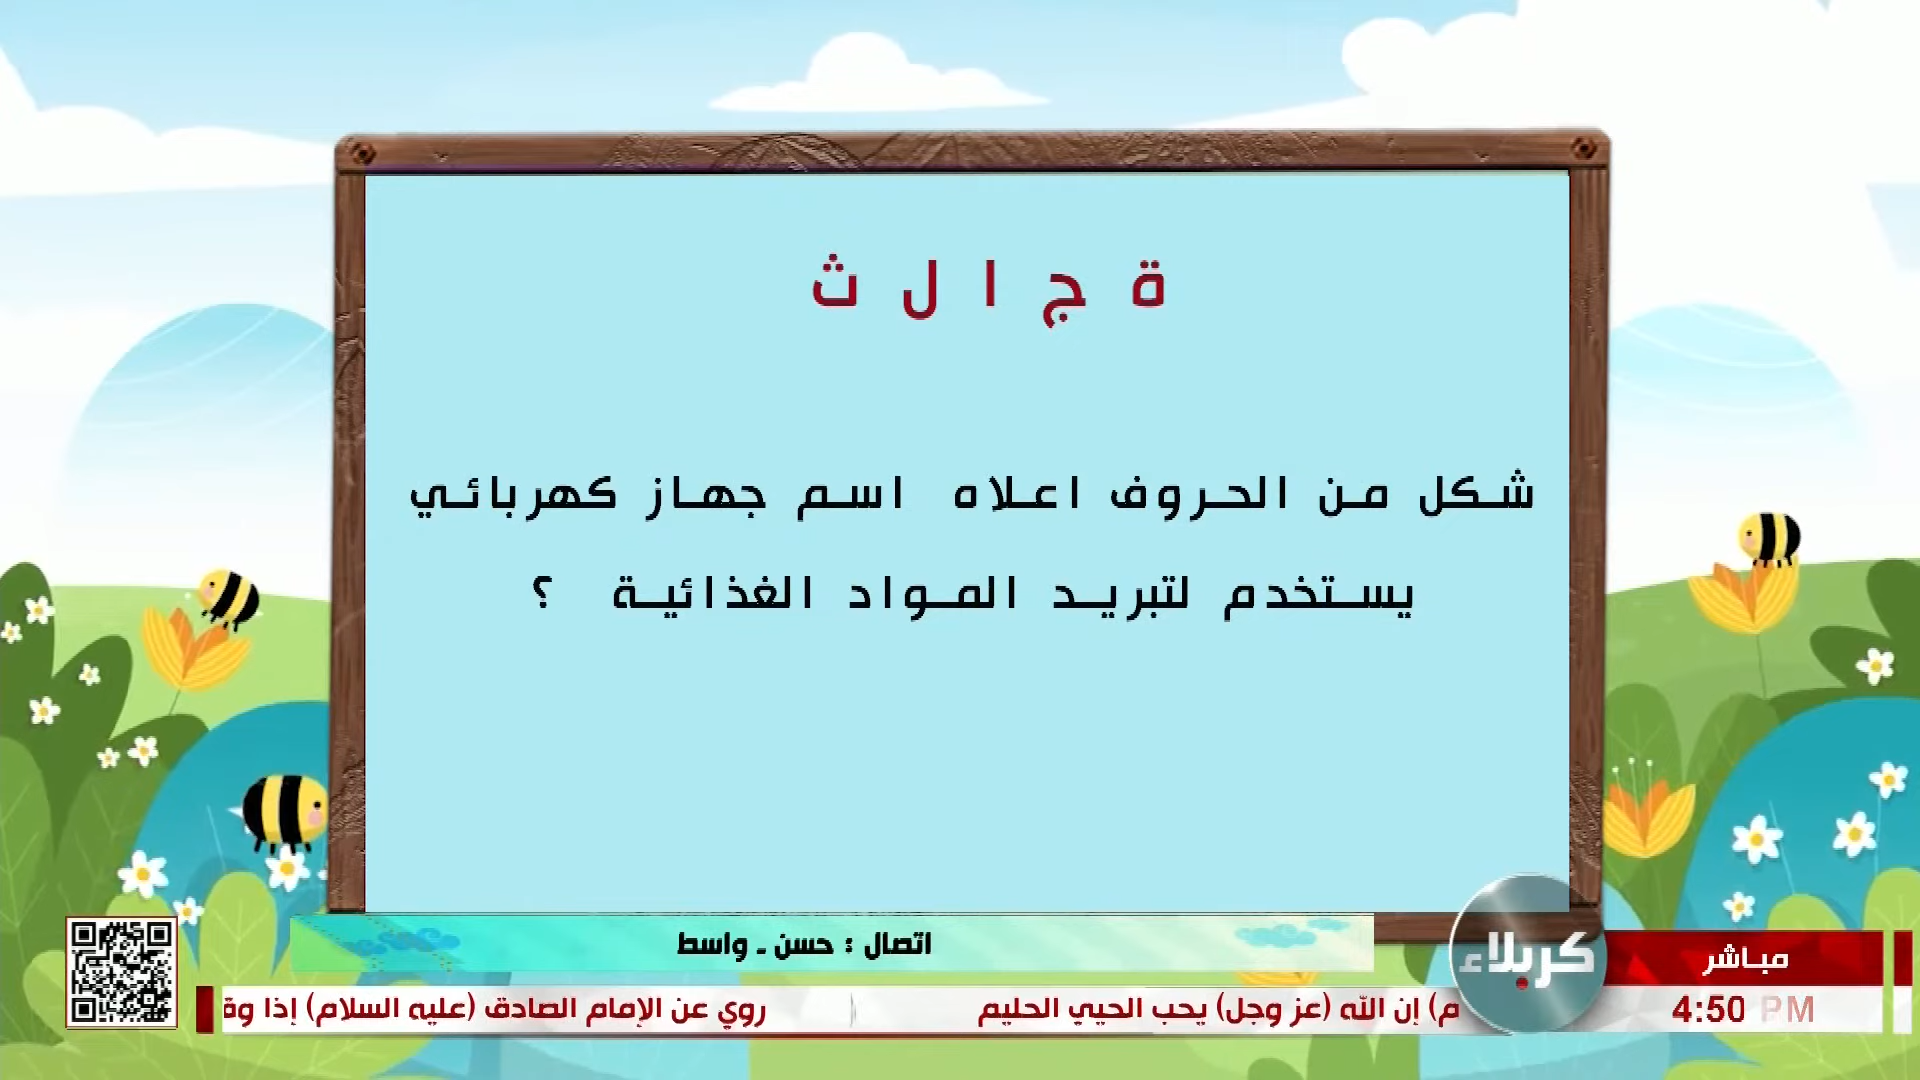 ة ج ا ل ث
شكل من الحروف اعلاه اسم جهاز كهربائي
يستخدم لتبريد المواد الغذائية ؟
اتصال : حسن - واسط
كربلاء
مباشر
م) إن الله (عز وجل) يحب الحيي الحليم | روي عن الإمام الصادق (عليه السلام) إذا وة
4:50 PM